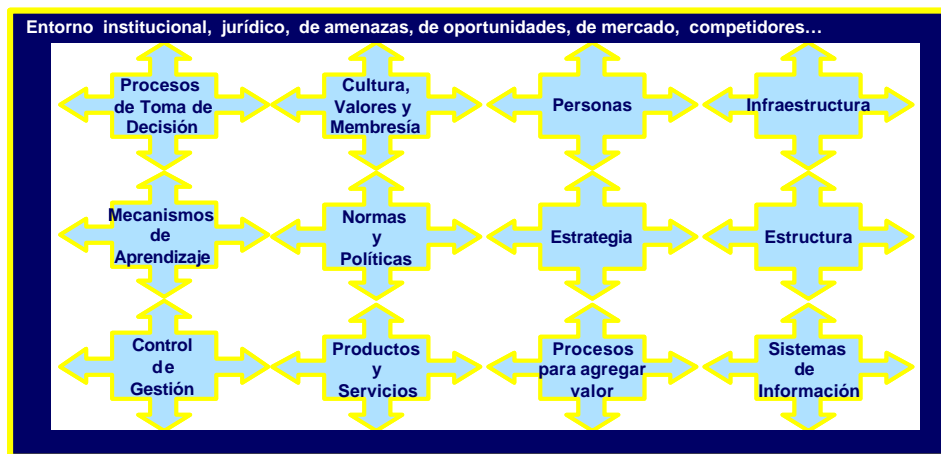 Entorno institucional, jurídico, de amenazas, de oportunidades, de mercado, competidores…
Procesos
de Toma de
Decisión
Cultura,
Valores y
Membresía
Personas
Infraestructura
Mecanismos
de
Aprendizaje
Normas
y
Políticas
Estrategia
Estructura
Control
de
Gestión
Productos
y
Servicios
Procesos
para agregar
valor
Sistemas
de
Información